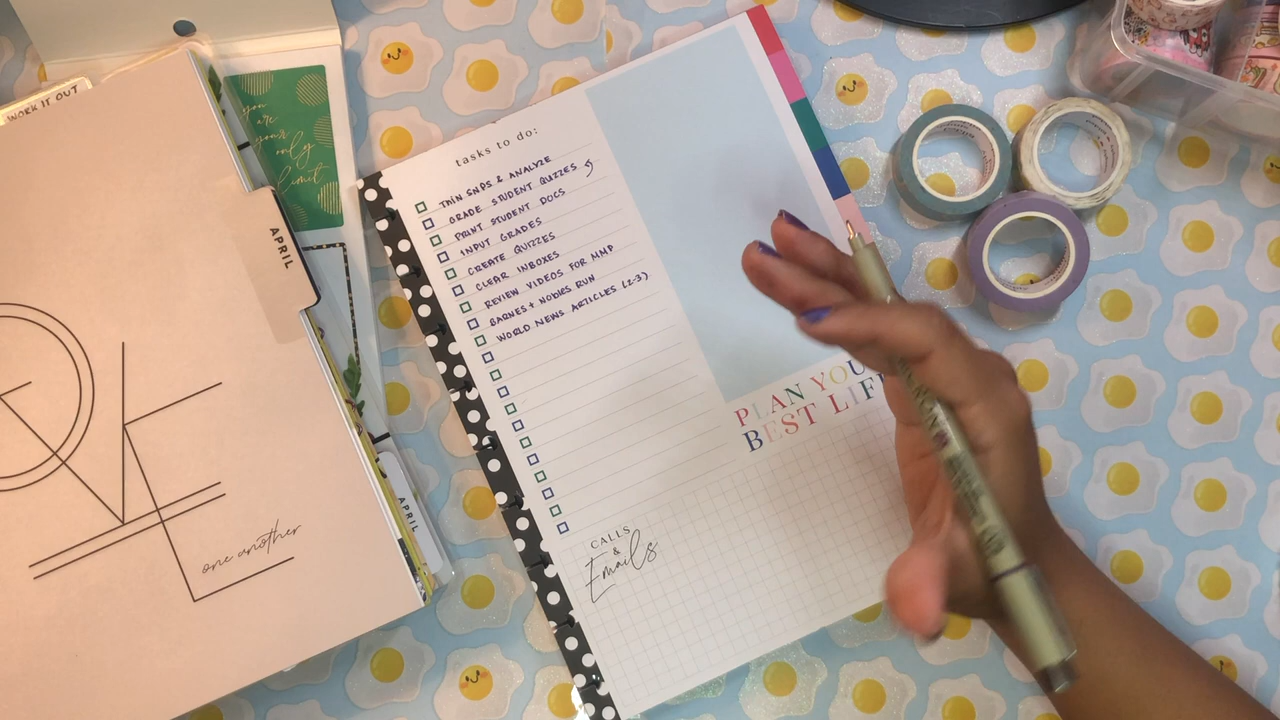 WORK IT OUT
you
are
your
only
limit
APRIL
one another
APRIL
tasks to do:
THIN SNDS & ANALYZE
GRADE STUDENT QUIZZES
PRINT STUDENT DOCS
INPUT GRADES
CREATE QUIZZES
CLEAR INBOXES
REVIEW VIDEOS FOR MMP
BARNES + NOBLES RUN
WORLD NEWS ARTICLES (2-3)
PLAN YOU
BEST LIF
CALLS
&
Emails